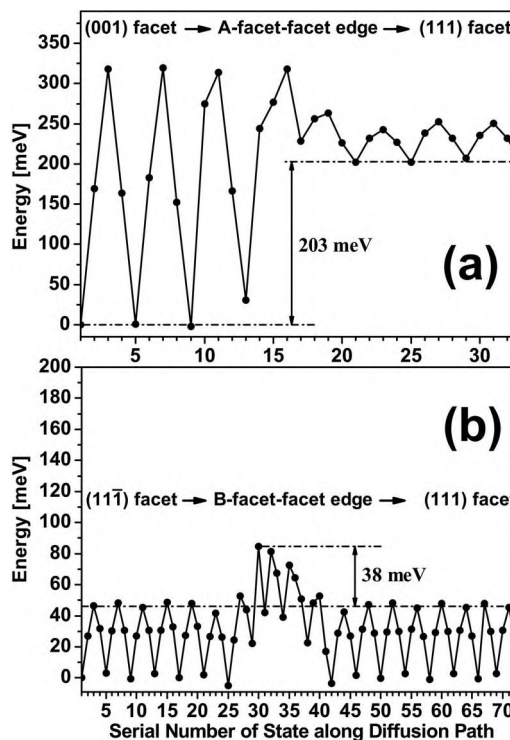 (001) facet → A-facet-facet edge → (111) facet
350
300
250
200
150
100
50
0
Energy [meV]
203 meV
(a)
5 10 15 20 25 30
200
180
160
140
120
100
80
60
40
20
0
Energy [meV]
(b)
(111̄) facet → B-facet-facet edge → (111) facet
38 meV
5 10 15 20 25 30 35 40 45 50 55 60 65 70
Serial Number of State along Diffusion Path